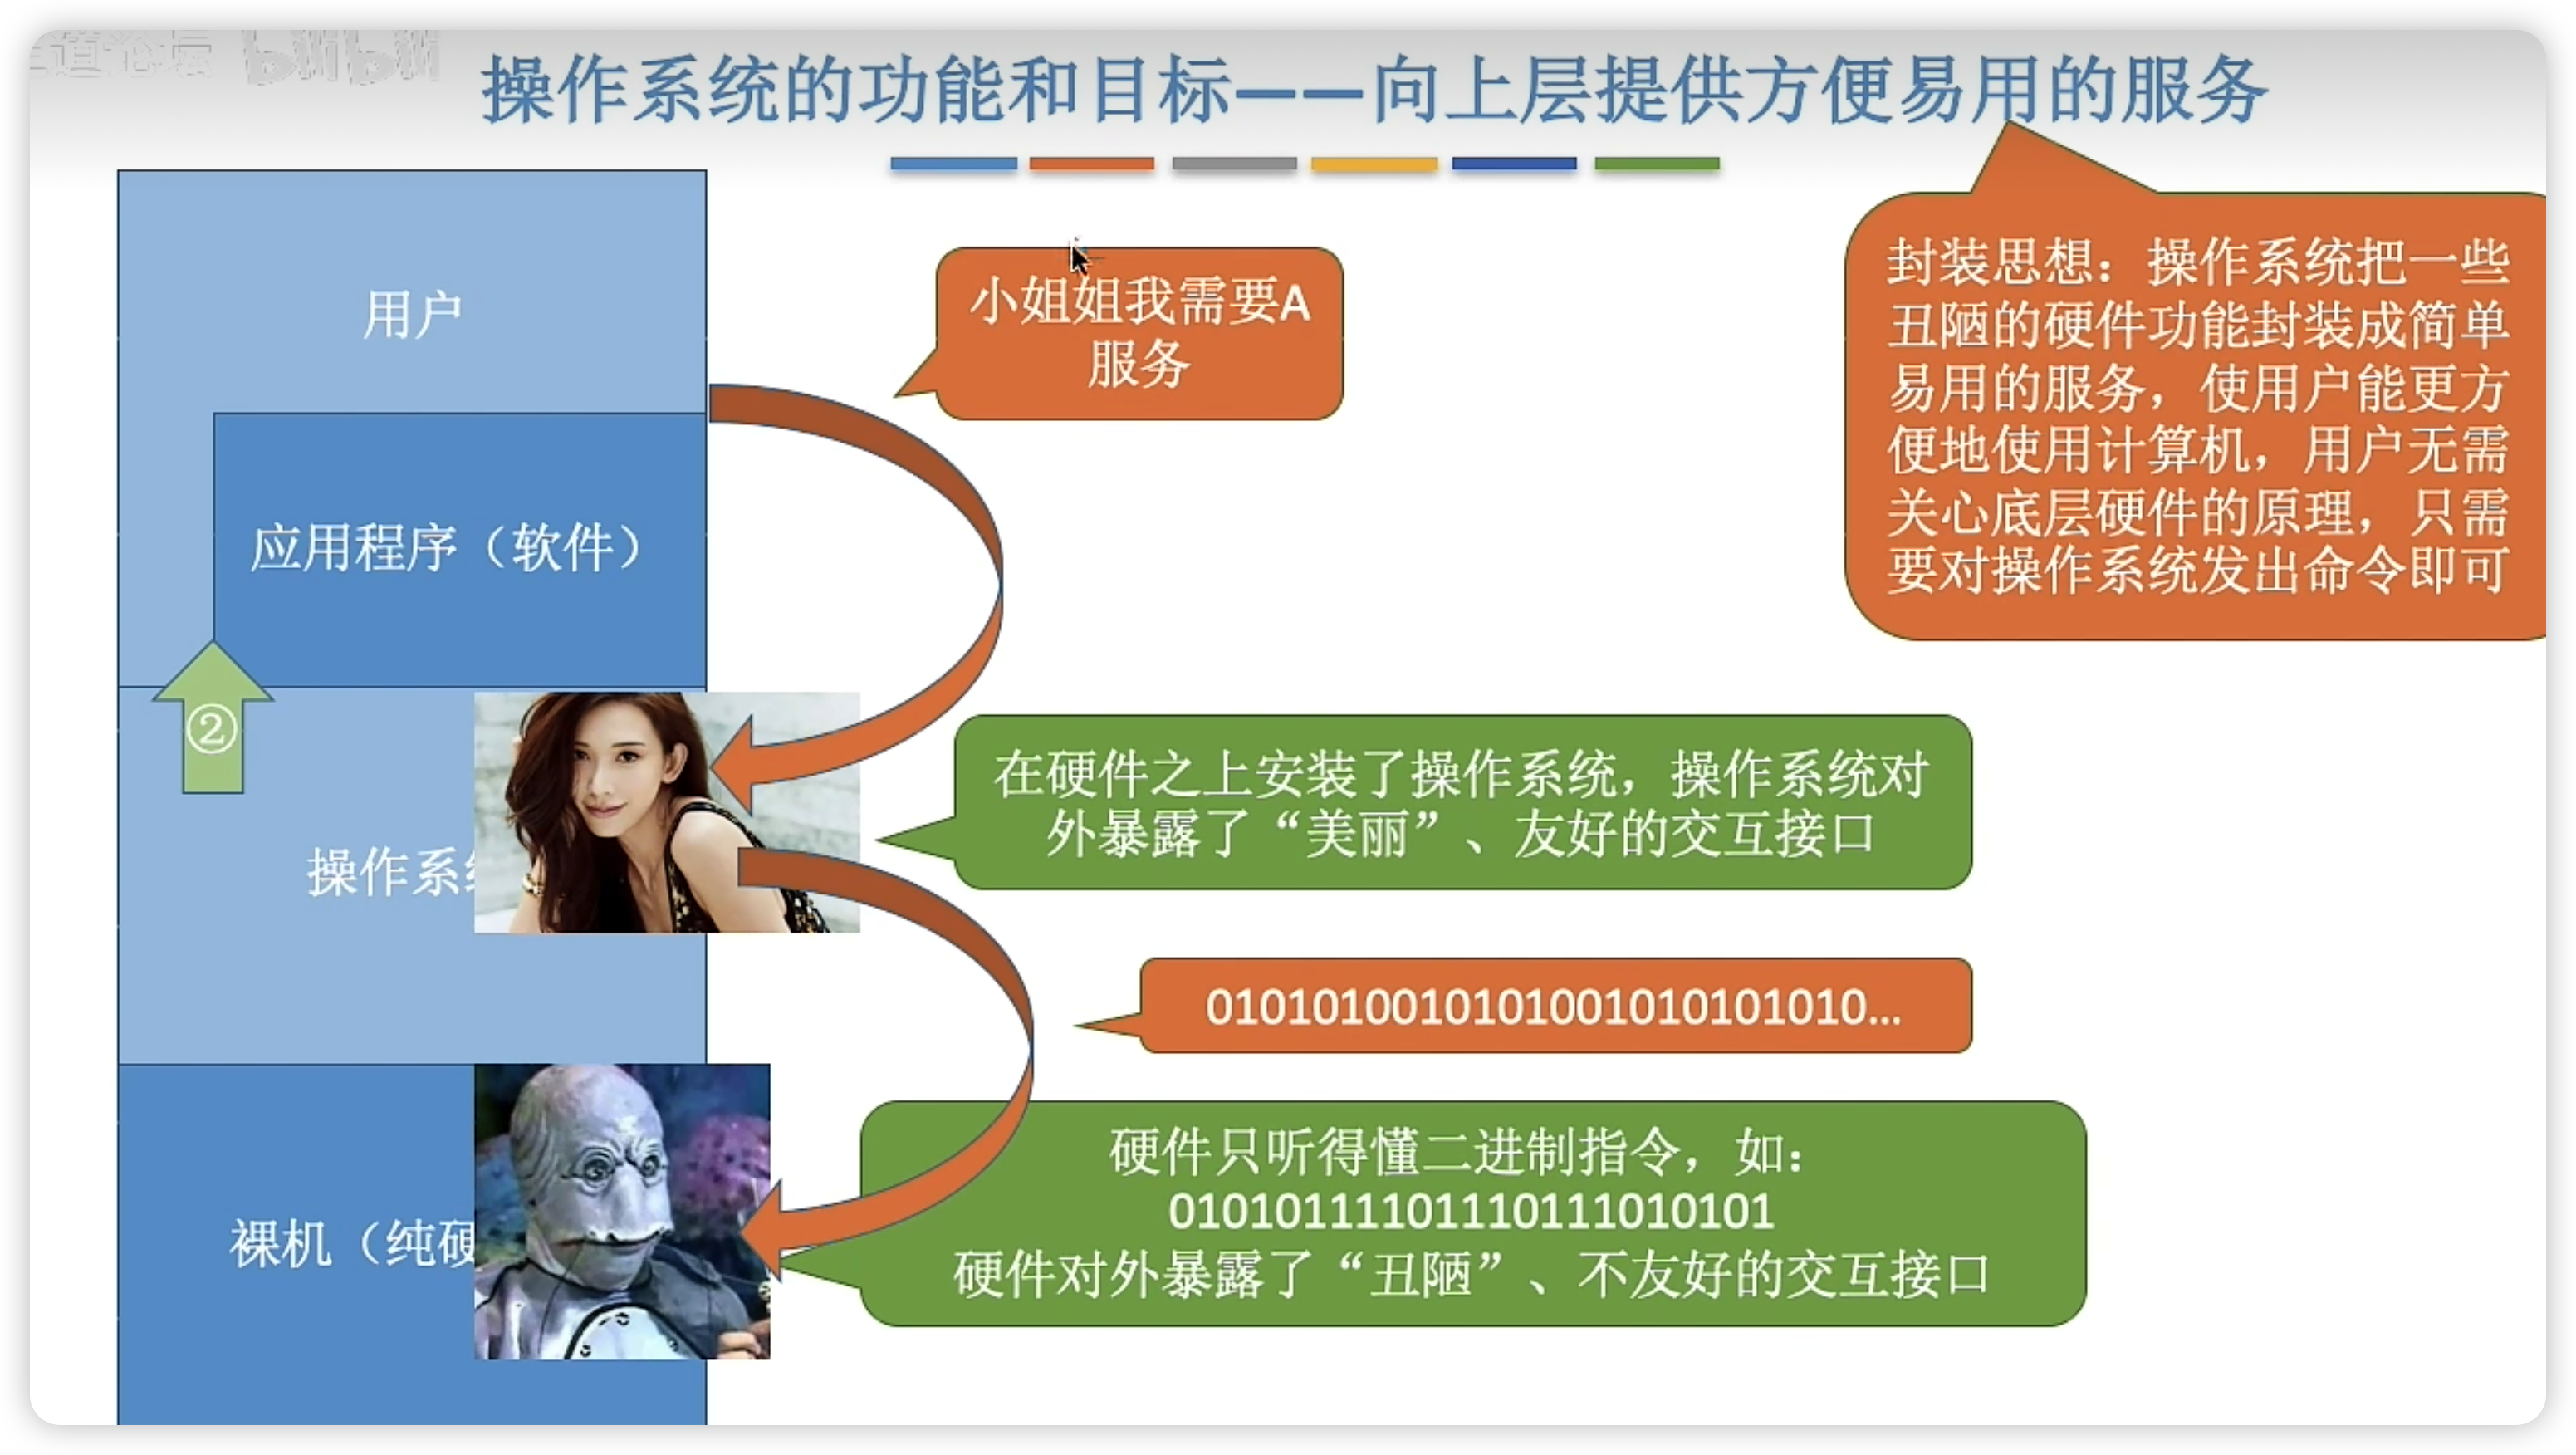 bilibili
操作系统的功能和目标——向上层提供方便易用的服务
用户
小姐姐我需要A
服务
封装思想：操作系统把一些
丑陋的硬件功能封装成简单
易用的服务，使用户能更方
便地使用计算机，用户无需
关心底层硬件的原理，只需
要对操作系统发出命令即可
应用程序（软件）
②
在硬件之上安装了操作系统，操作系统对
外暴露了“美丽”、友好的交互接口
操作系
0101010010101001010101010...
裸机（纯
硬件只听得懂二进制指令，如：
01010111101110111010101
硬件对外暴露了“丑陋”、不友好的交互接口